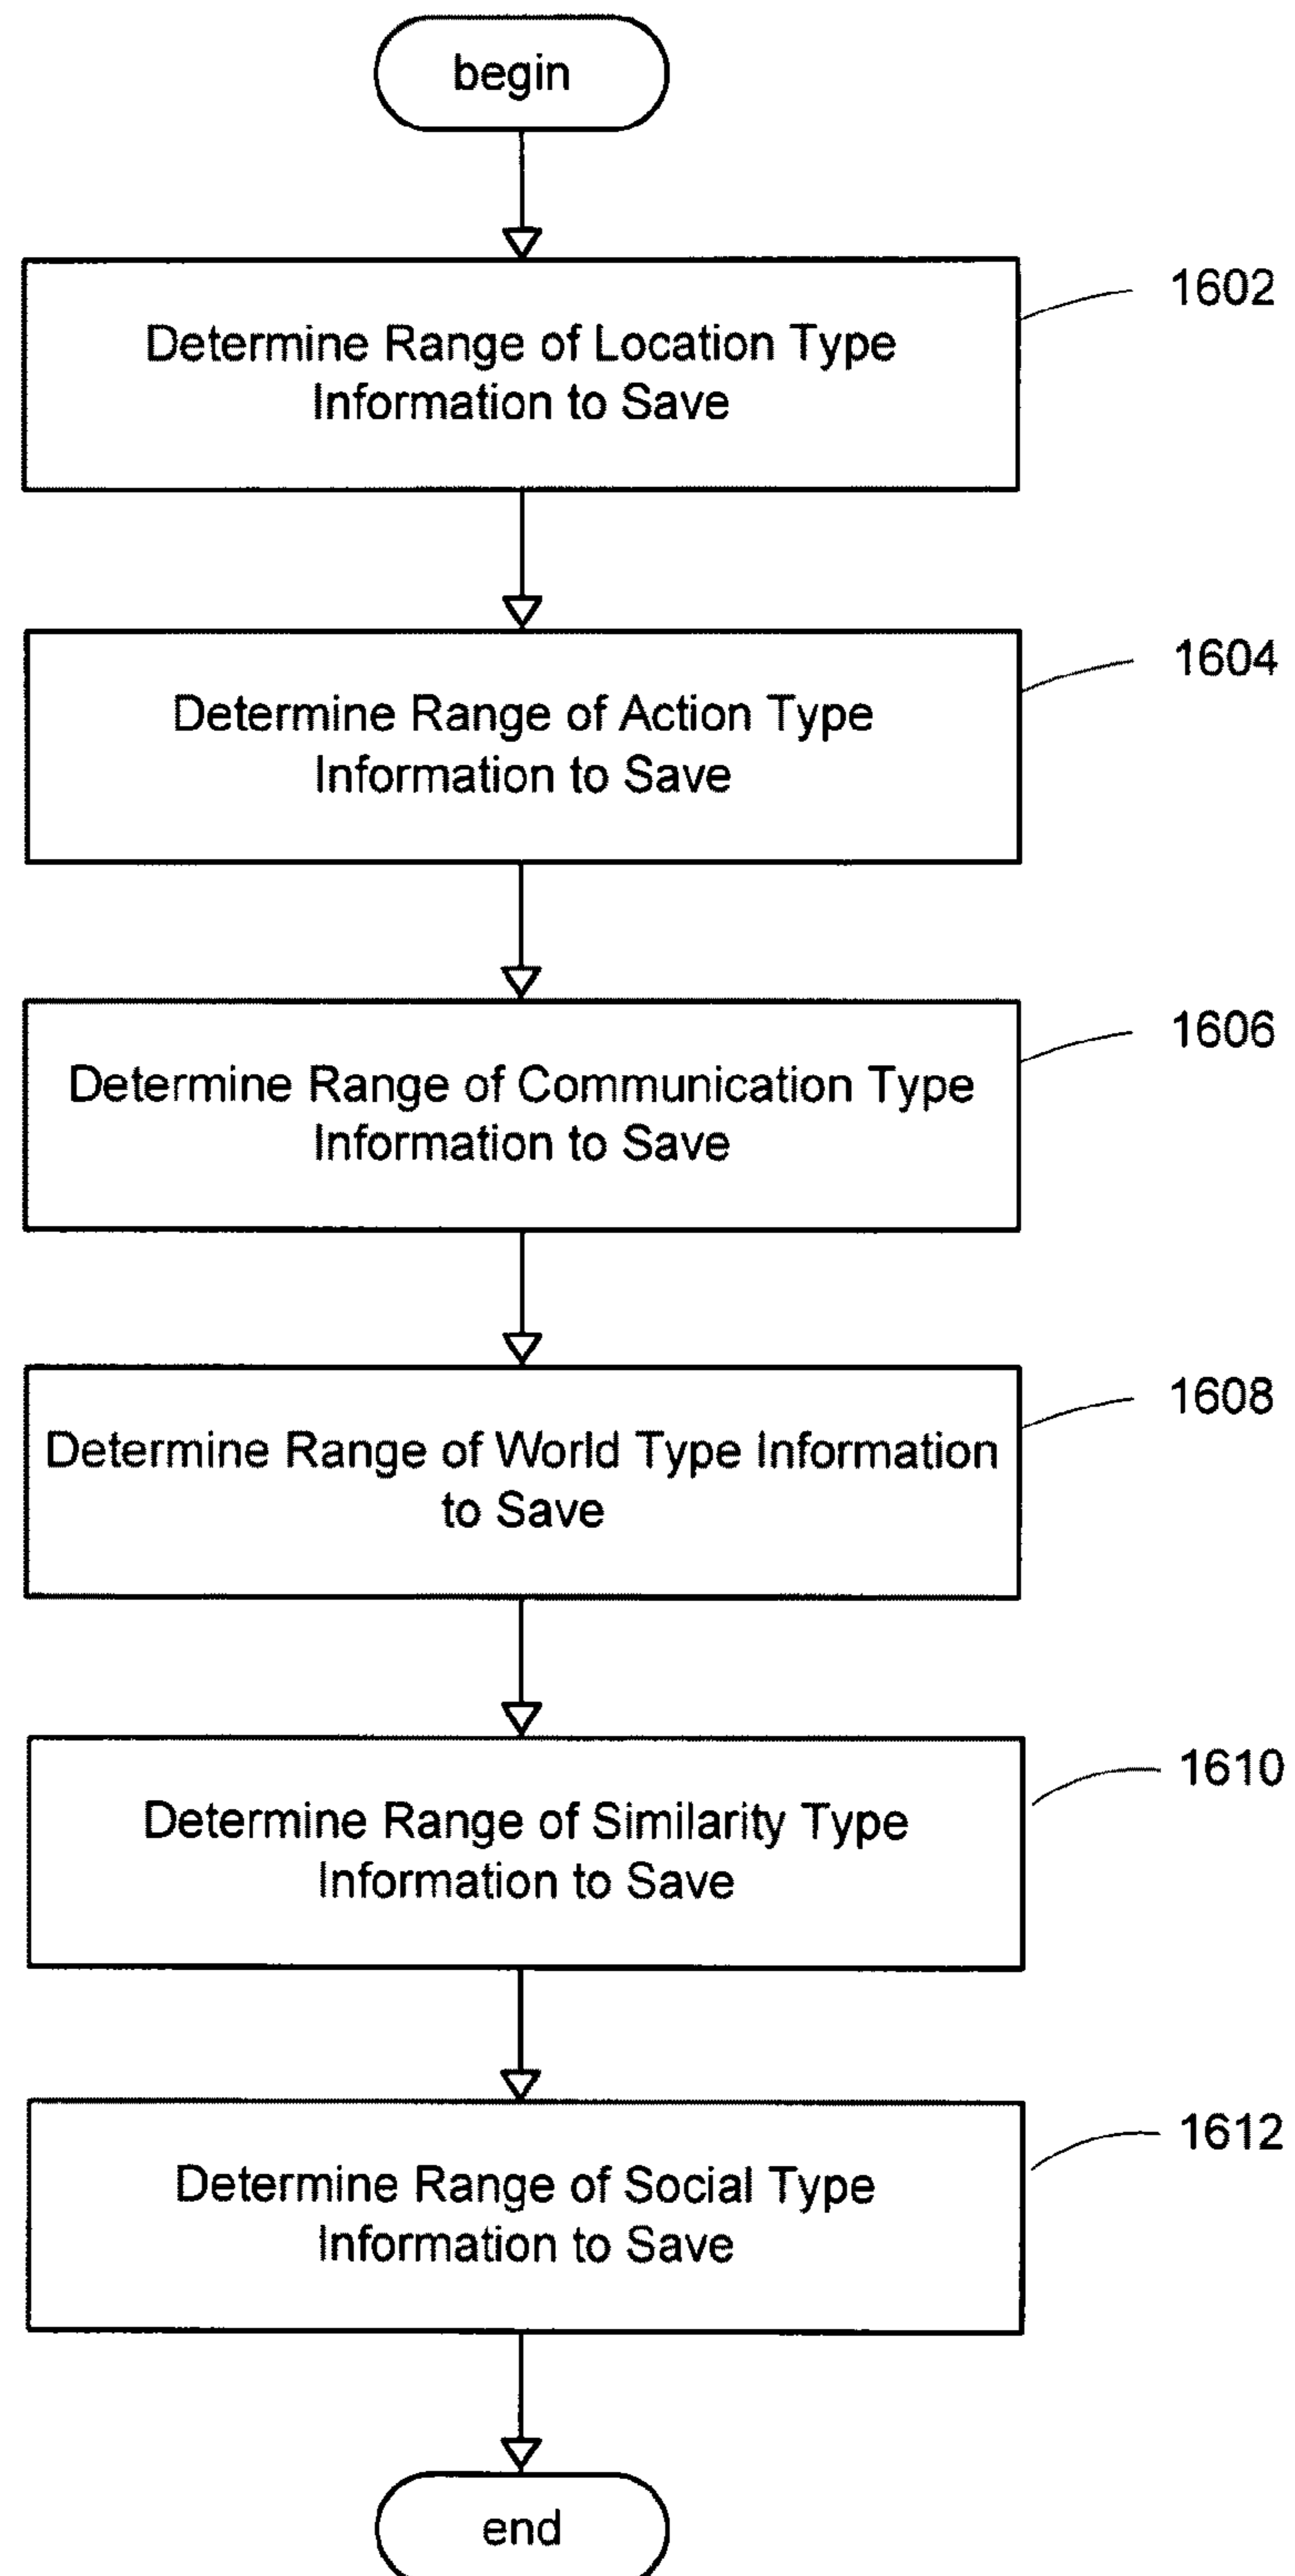 begin
1602
Determine Range of Location Type
Information to Save
1604
Determine Range of Action Type
Information to Save
1606
Determine Range of Communication Type
Information to Save
1608
Determine Range of World Type Information
to Save
1610
Determine Range of Similarity Type
Information to Save
1612
Determine Range of Social Type
Information to Save
end